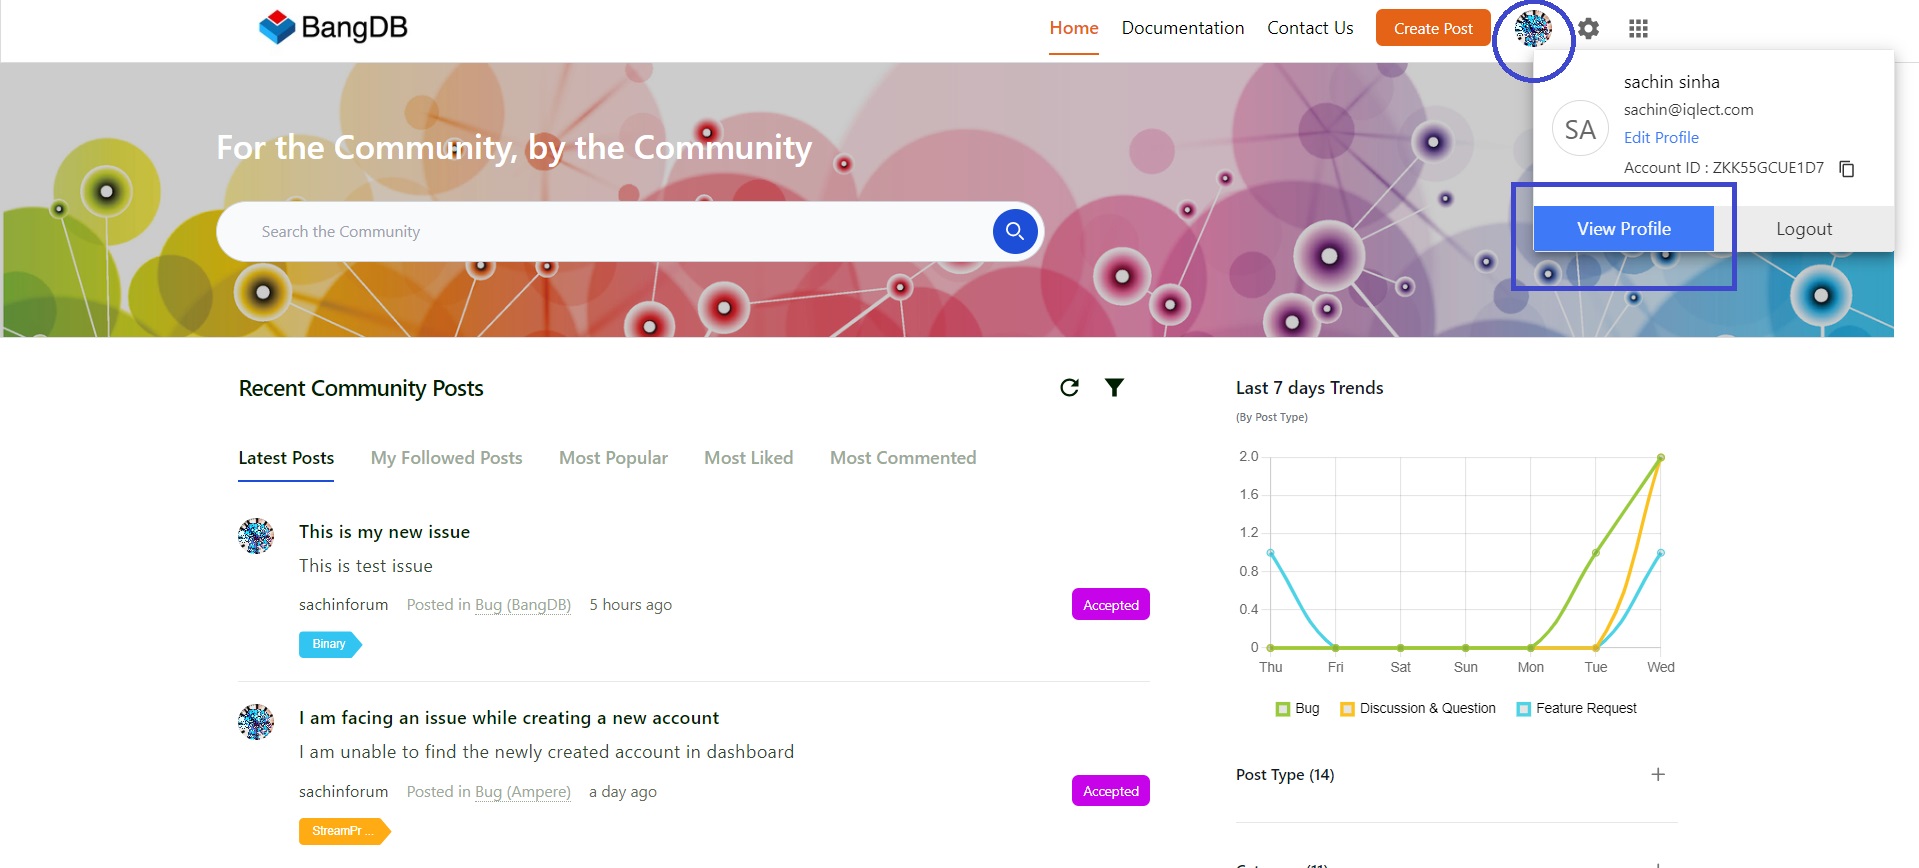 BangDB
Home Documentation Contact Us Create Post
sachin sinha
sachin@iqlect.com
SA
Edit Profile
Account ID : ZKK55GCUE1D7
View Profile Logout
For the Community, by the Community
Search the Community
Recent Community Posts
Latest Posts My Followed Posts Most Popular Most Liked Most Commented
This is my new issue
This is test issue
sachinforum Posted in Bug (BangDB) 5 hours ago
Accepted
Binary
I am facing an issue while creating a new account
I am unable to find the newly created account in dashboard
sachinforum Posted in Bug (Ampere) a day ago
Accepted
StreamPr ...
Last 7 days Trends
(By Post Type)
2.0
1.6
1.2
0.8
0.4
0
Thu Fri Sat Sun Mon Tue Wed
Bug Discussion & Question Feature Request
Post Type (14) +